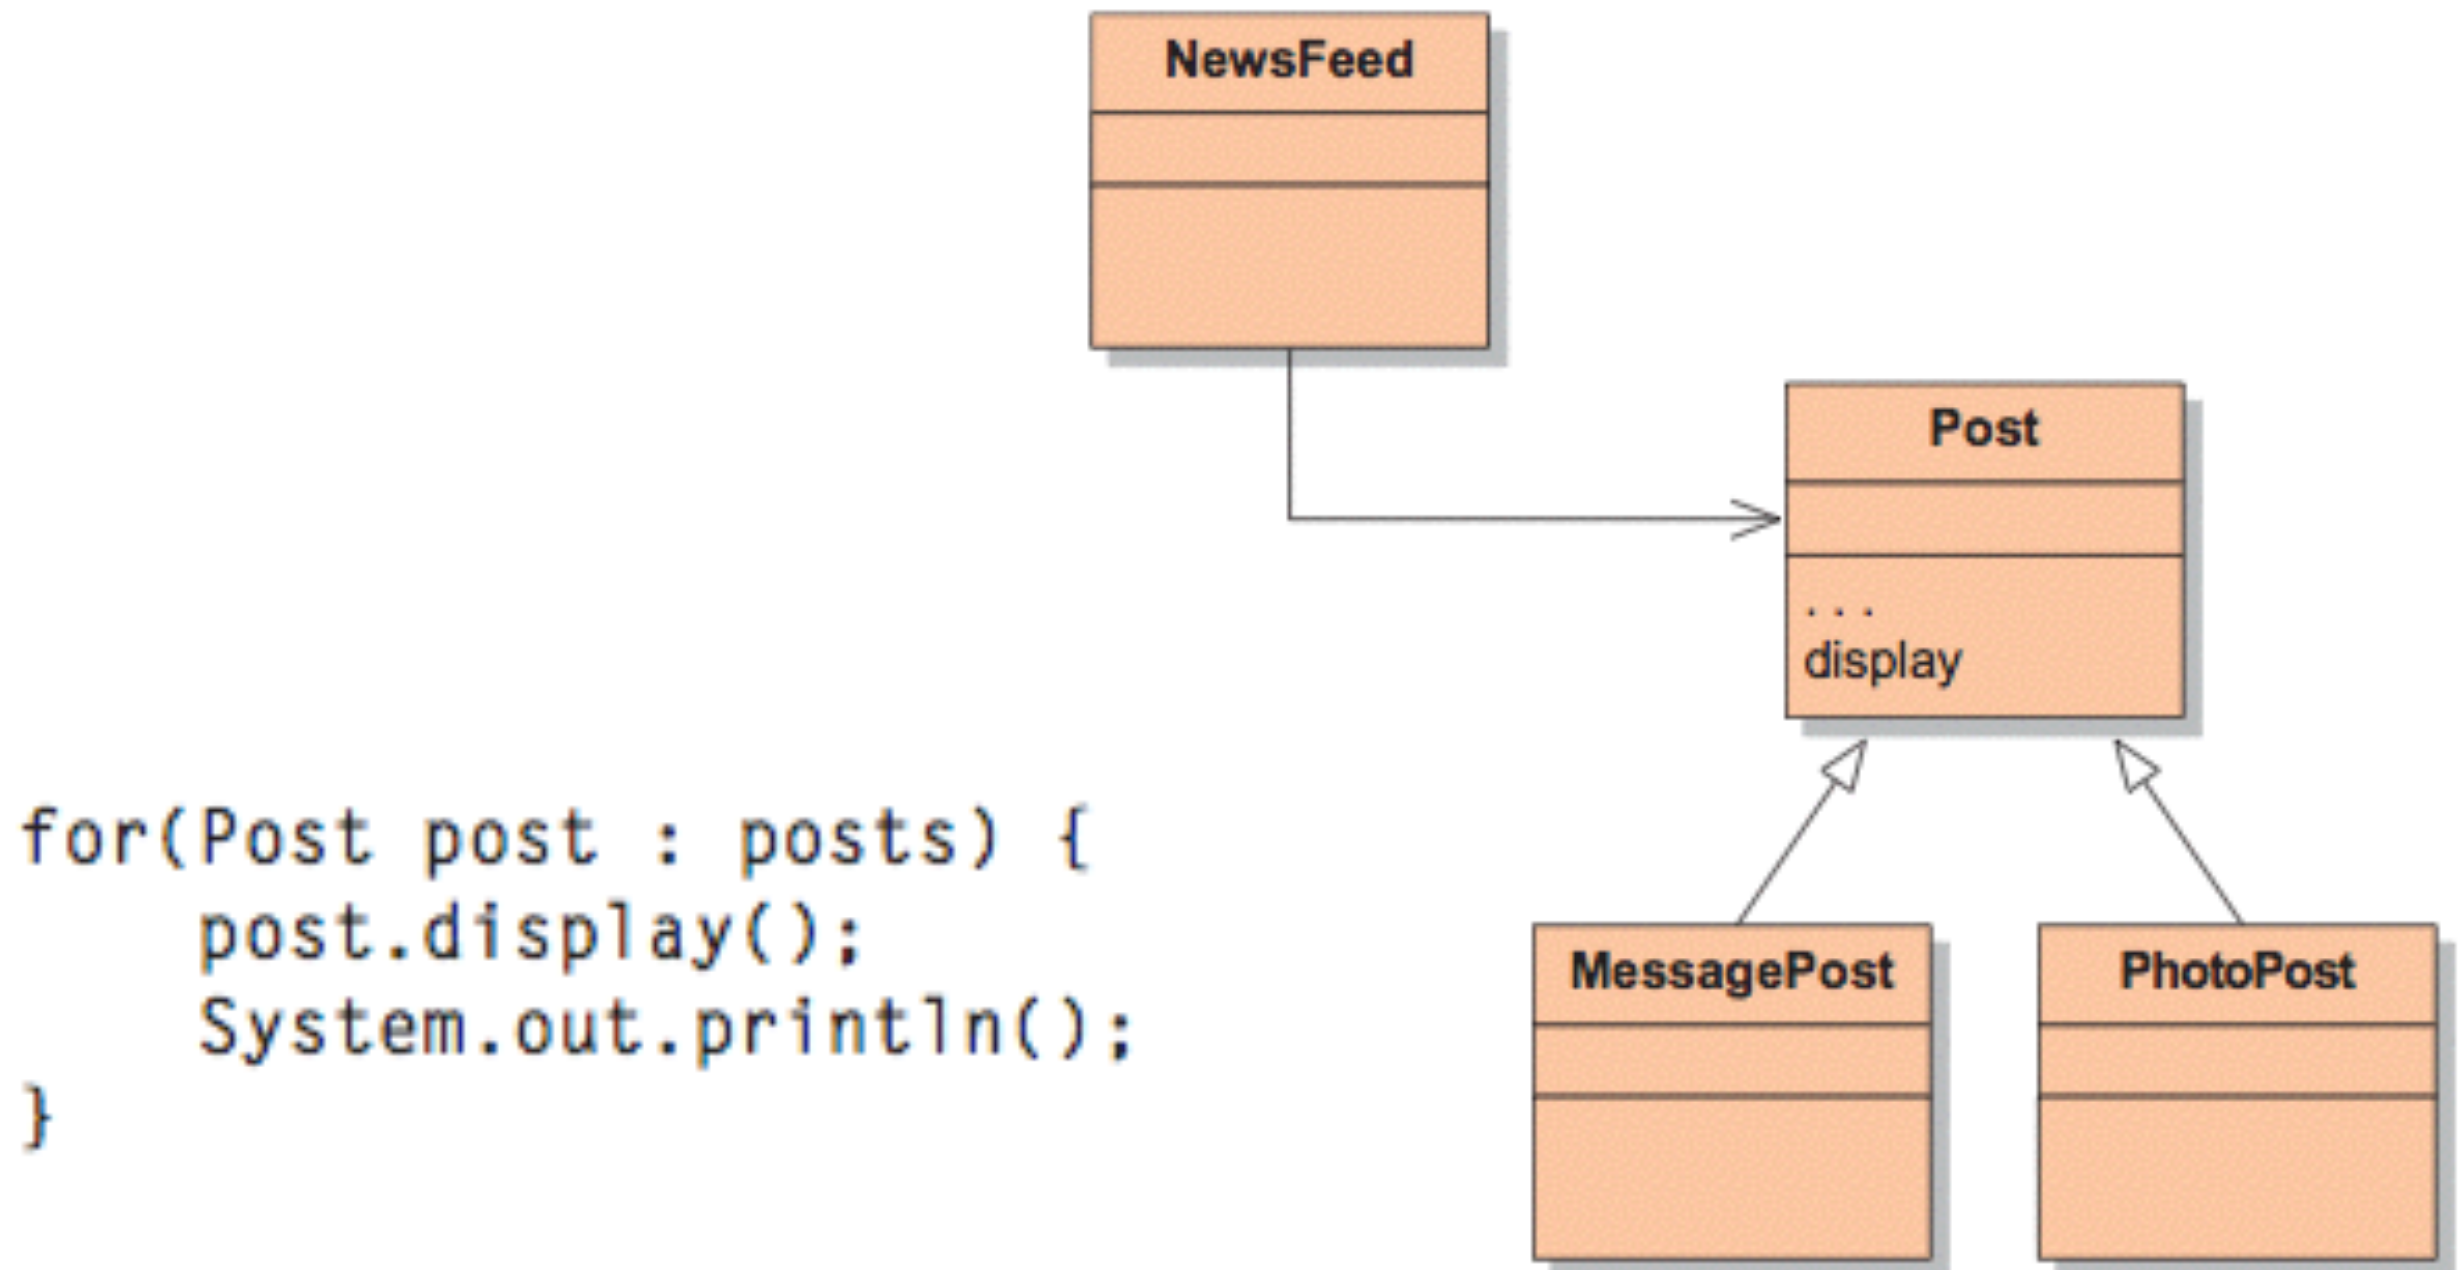 NewsFeed
Post
. . .
display
for(Post post : posts) {
    post.display();
    System.out.println();
}
MessagePost
PhotoPost